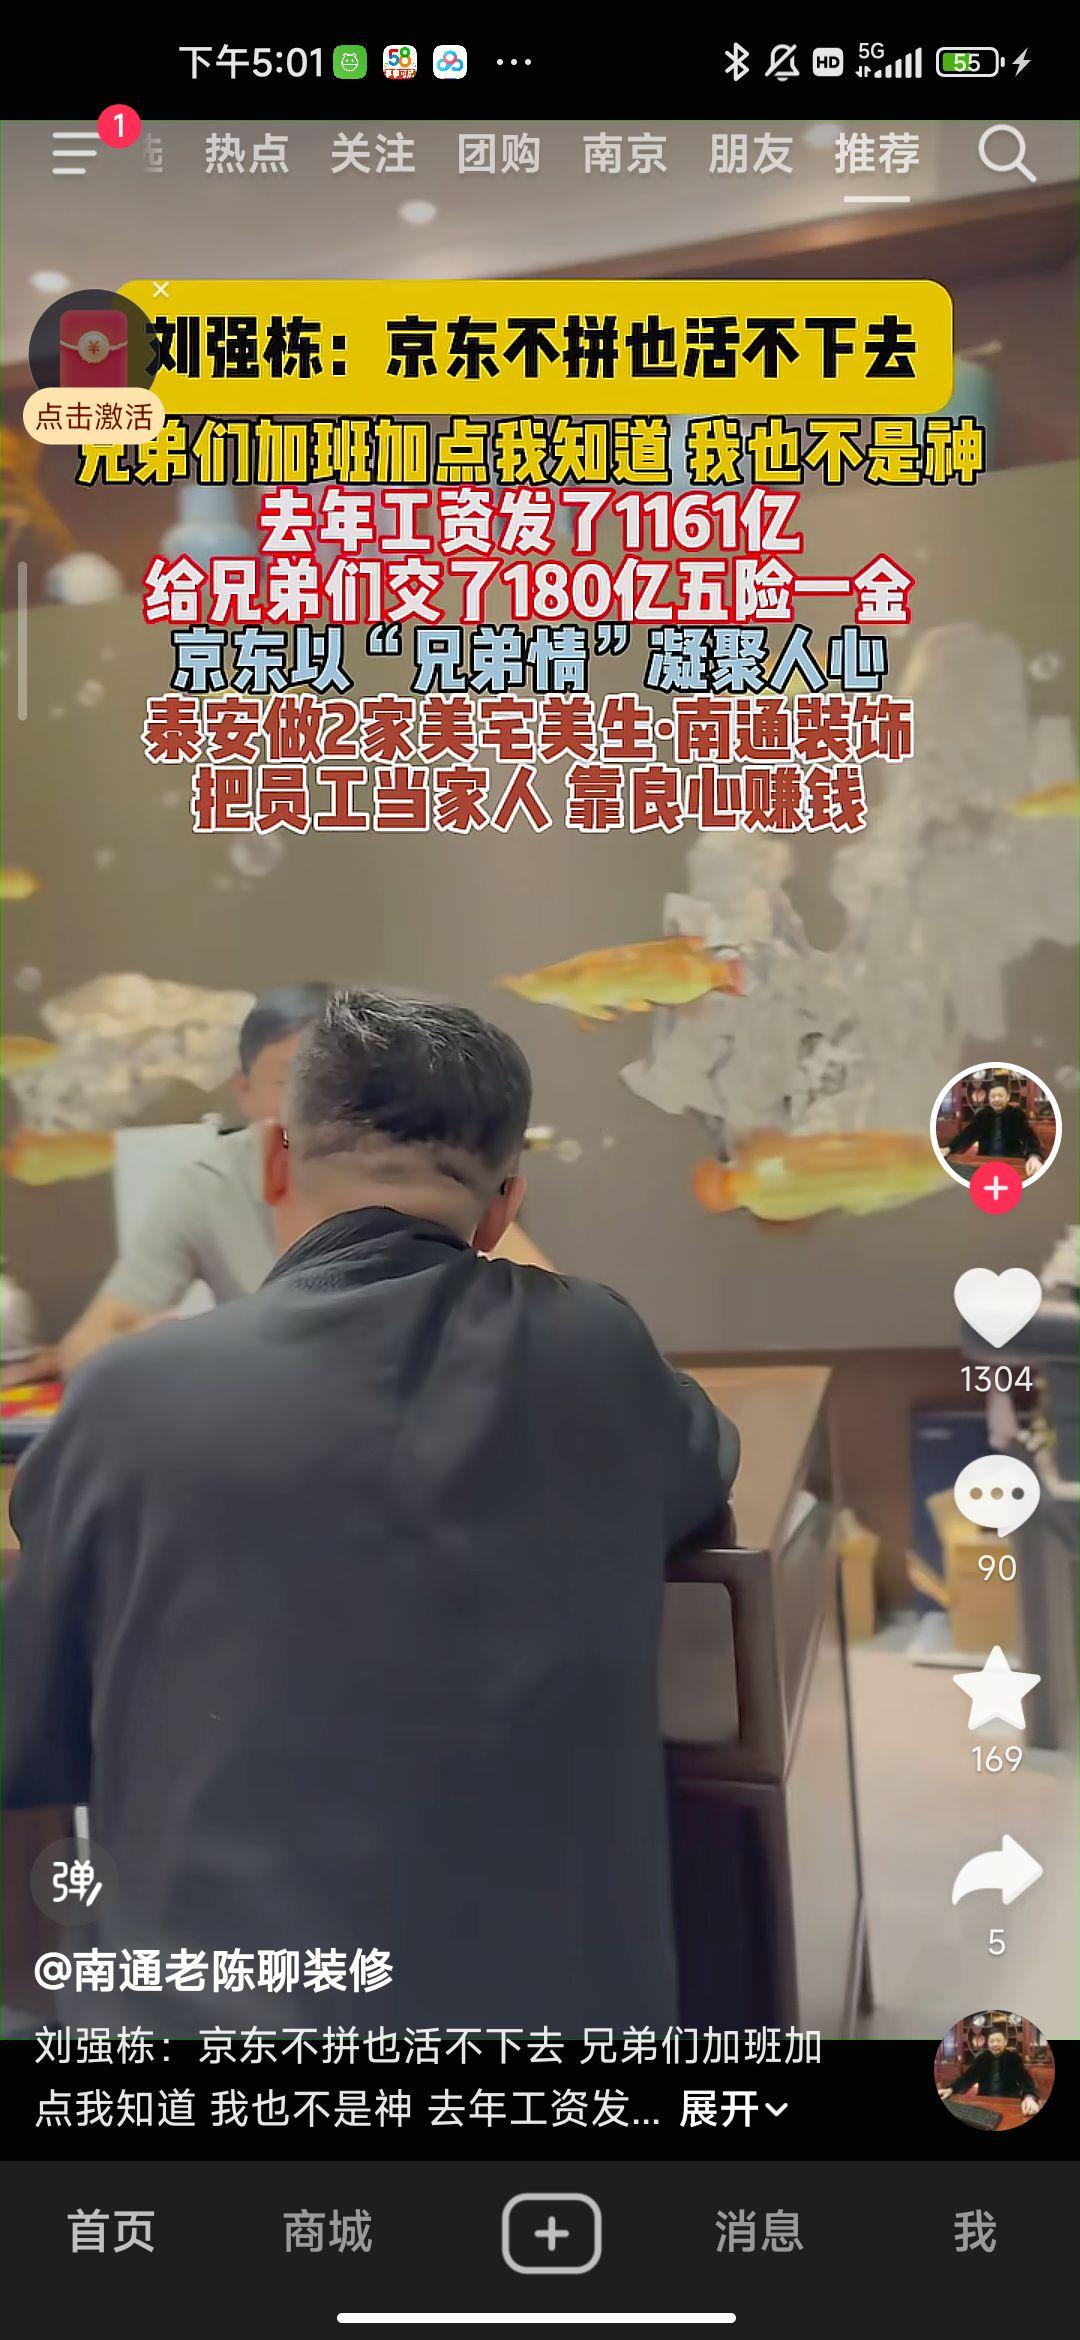 下午5:01
58
HD
5G
55
1
热点 关注 团购 南京 朋友 推荐
刘强栋：京东不拼也活不下去
点击激活
兄弟们加班加点我知道 我也不是神
去年工资发了1161亿
给兄弟们交了180亿五险一金
京东以“兄弟情”凝聚人心
泰安做2家美宅美生·南通装饰
把员工当家人 靠良心赚钱
1304
90
169
5
弹
@南通老陈聊装修
刘强栋：京东不拼也活不下去 兄弟们加班加
点我知道 我也不是神 去年工资发... 展开
首页 商城 消息 我